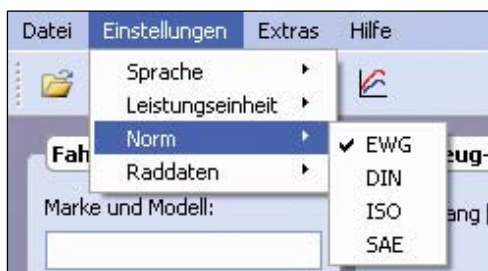 Datei Einstellungen Extras Hilfe
Sprache
Leistungseinheit
Norm
Raddaten
EWG
DIN
ISO
SAE
Marke und Modell: